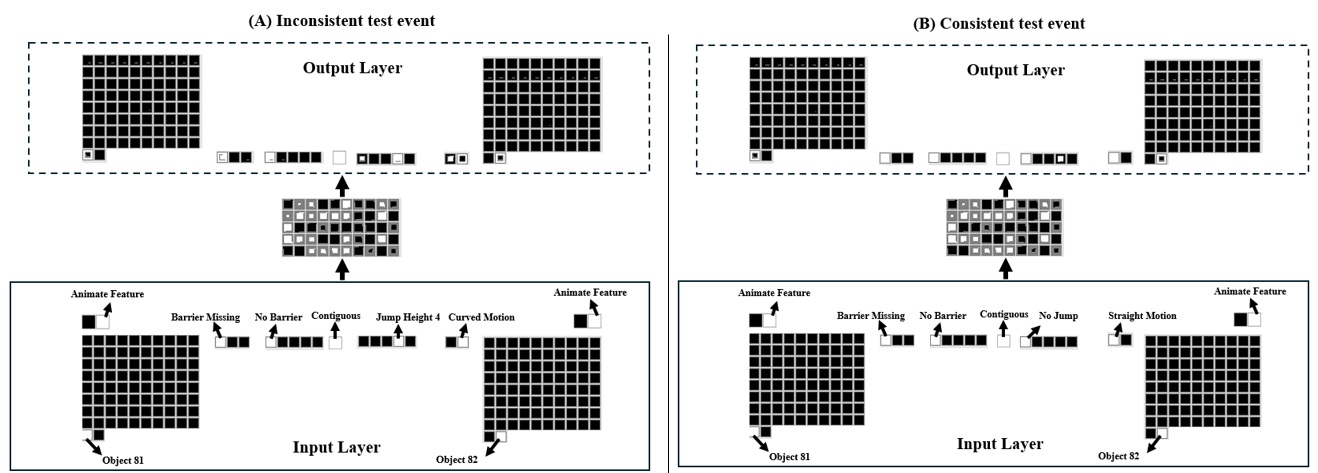 (A) Inconsistent test event
Output Layer
Animate Feature
Animate Feature
Barrier Missing
No Barrier
Contiguous
Jump Height 4
Curved Motion
Input Layer
Object 81
Object 82
(B) Consistent test event
Output Layer
Animate Feature
Animate Feature
Barrier Missing
No Barrier
Contiguous
No Jump
Straight Motion
Input Layer
Object 81
Object 82